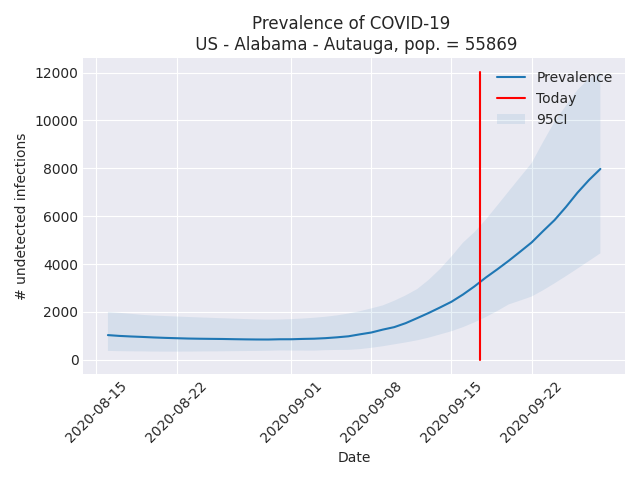 Prevalence of COVID-19
US - Alabama - Autauga, pop. = 55869
12000
10000
8000
6000
4000
2000
0
# undetected infections
Prevalence
Today
95CI
2020-08-15
2020-08-22
2020-09-01
2020-09-08
2020-09-15
2020-09-22
Date